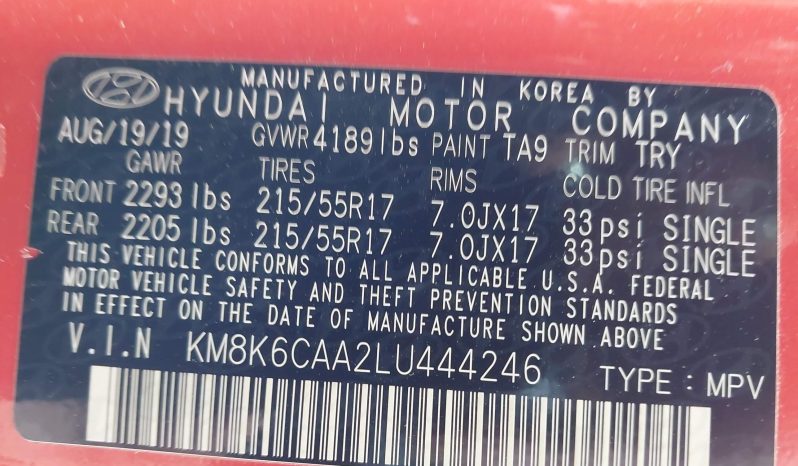 MANUFACTURED IN KOREA BY
HYUNDAI MOTOR COMPANY
AUG/19/19 GVWR 4189lbs PAINT TA9 TRIM TRY
GAWR TIRES RIMS COLD TIRE INFL
FRONT 2293 lbs 215/55R17 7.0JX17 33psi SINGLE
REAR 2205 lbs 215/55R17 7.0JX17 33psi SINGLE
THIS VEHICLE CONFORMS TO ALL APPLICABLE U.S.A. FEDERAL
MOTOR VEHICLE SAFETY AND THEFT PREVENTION STANDARDS
IN EFFECT ON THE DATE OF MANUFACTURE SHOWN ABOVE
V.I.N KM8K6CAA2LU444246 TYPE : MPV